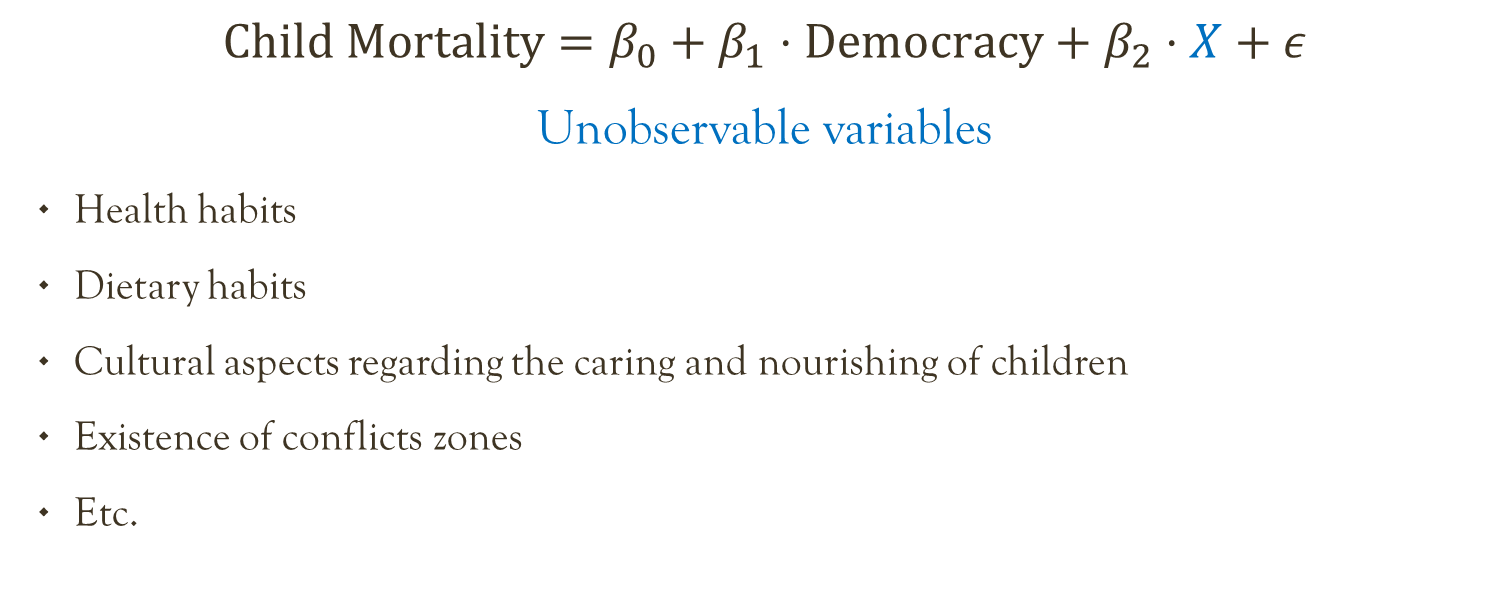 Child Mortality = β₀ + β₁ · Democracy + β₂ · X + ϵ
Unobservable variables
• Health habits
• Dietary habits
• Cultural aspects regarding the caring and nourishing of children
• Existence of conflicts zones
• Etc.